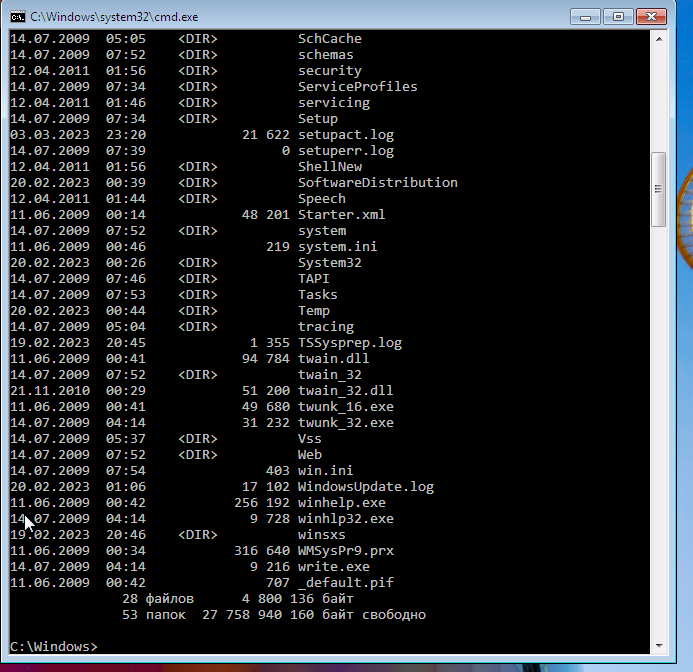 C:\Windows\system32\cmd.exe
14.07.2009  05:05    <DIR>          SchCache
14.07.2009  07:52    <DIR>          schemas
12.04.2011  01:56    <DIR>          security
14.07.2009  07:34    <DIR>          ServiceProfiles
12.04.2011  01:46    <DIR>          servicing
14.07.2009  07:34    <DIR>          Setup
03.03.2023  23:20            21 622 setupact.log
14.07.2009  07:39                 0 setuperr.log
12.04.2011  01:56    <DIR>          ShellNew
20.02.2023  00:39    <DIR>          SoftwareDistribution
12.04.2011  01:44    <DIR>          Speech
11.06.2009  00:14            48 201 Starter.xml
14.07.2009  07:52    <DIR>          system
11.06.2009  00:46               219 system.ini
20.02.2023  00:26    <DIR>          System32
14.07.2009  07:46    <DIR>          TAPI
14.07.2009  07:53    <DIR>          Tasks
20.02.2023  00:44    <DIR>          Temp
14.07.2009  05:04    <DIR>          tracing
19.02.2023  20:45             1 355 TSSysprep.log
11.06.2009  00:41            94 784 twain.dll
14.07.2009  07:52    <DIR>          twain_32
21.11.2010  00:29            51 200 twain_32.dll
11.06.2009  00:41            49 680 twunk_16.exe
14.07.2009  04:14            31 232 twunk_32.exe
14.07.2009  05:37    <DIR>          Vss
14.07.2009  07:52    <DIR>          Web
14.07.2009  07:54               403 win.ini
20.02.2023  01:06            17 102 WindowsUpdate.log
11.06.2009  00:42           256 192 winhelp.exe
14.07.2009  04:14             9 728 winhlp32.exe
19.02.2023  20:46    <DIR>          winsxs
11.06.2009  00:34           316 640 WMSysPr9.prx
14.07.2009  04:14             9 216 write.exe
11.06.2009  00:42               707 _default.pif
28 файлов      4 800 136 байт
53 папок  27 758 940 160 байт свободно
C:\Windows>